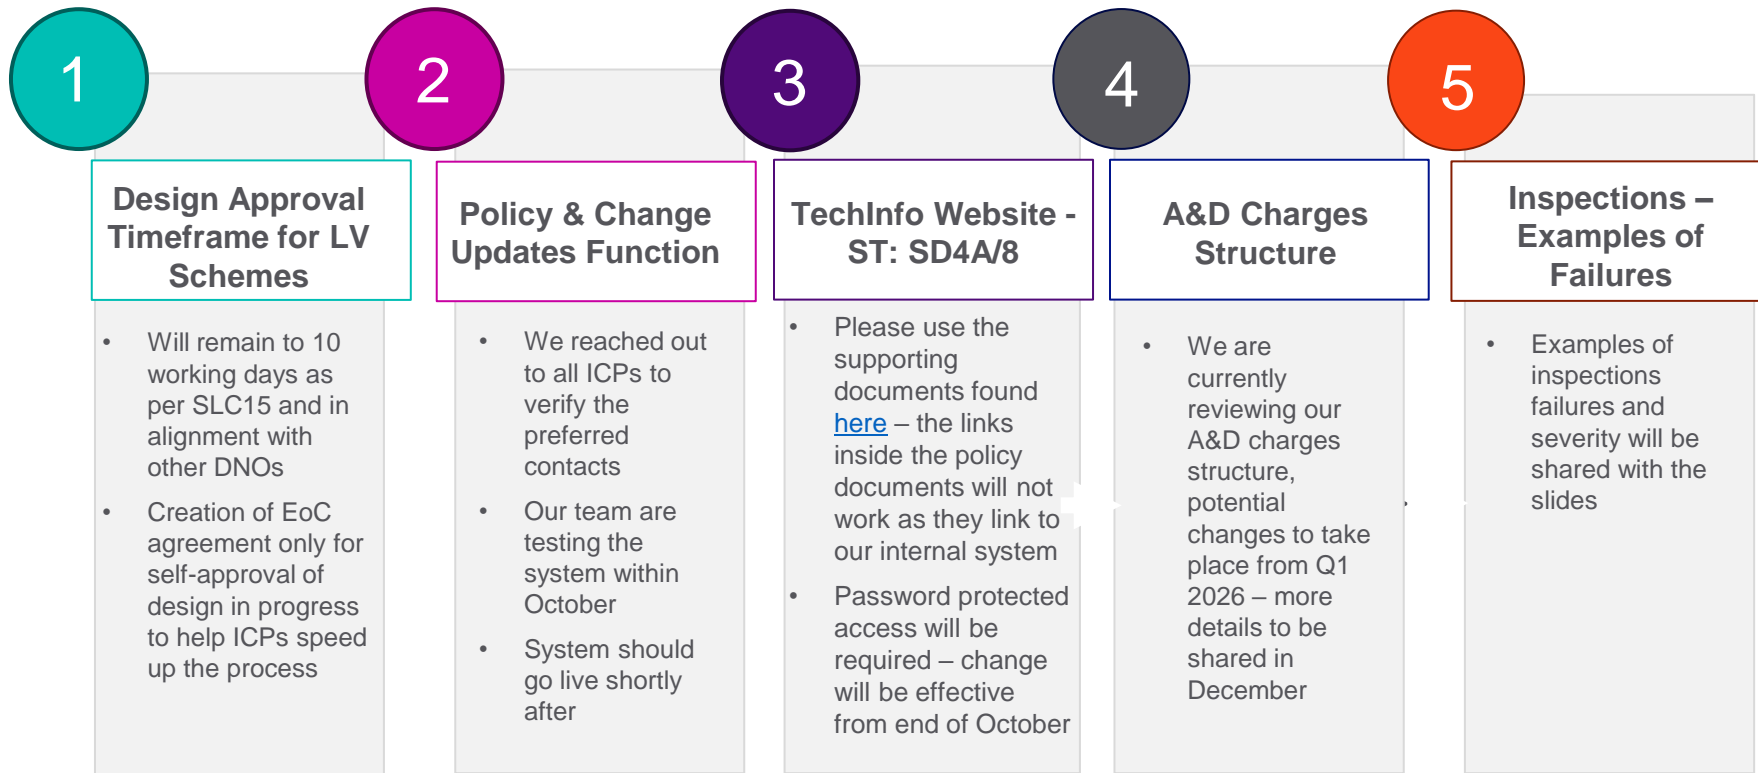 1
Design Approval
Timeframe for LV
Schemes
• Will remain to 10
working days as
per SLC15 and in
alignment with
other DNOs
• Creation of EoC
agreement only for
self-approval of
design in progress
to help ICPs speed
up the process
2
Policy & Change
Updates Function
• We reached out
to all ICPs to
verify the
preferred
contacts
• Our team are
testing the
system within
October
• System should
go live shortly
after
3
TechInfo Website -
ST: SD4A/8
• Please use the
supporting
documents found
here – the links
inside the policy
documents will not
work as they link to
our internal system
• Password protected
access will be
required – change
will be effective
from end of October
4
A&D Charges
Structure
• We are
currently
reviewing our
A&D charges
structure,
potential
changes to take
place from Q1
2026 – more
details to be
shared in
December
5
Inspections –
Examples of
Failures
• Examples of
inspections
failures and
severity will be
shared with the
slides